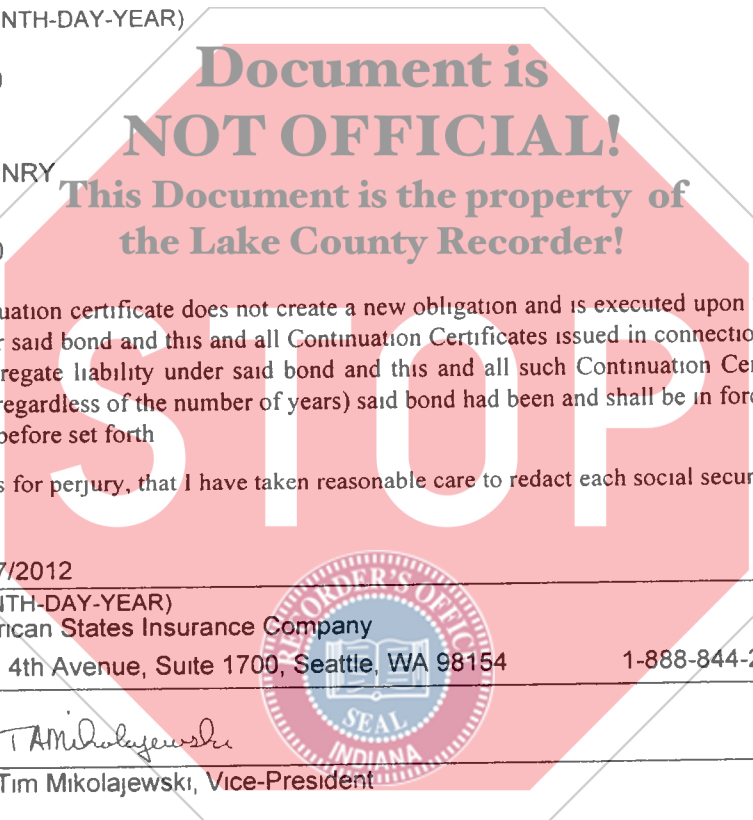 NTH-DAY-YEAR)
Document is
NOT OFFICIAL!
NRY
This Document is the property of
the Lake County Recorder!
uation certificate does not create a new obligation and is executed upon
said bond and this and all Continuation Certificates issued in connectio
regate liability under said bond and this and all such Continuation Cer
regardless of the number of years) said bond had been and shall be in forc
before set forth
s for perjury, that I have taken reasonable care to redact each social secur
STOP
7/2012
NTH-DAY-YEAR)
rican States Insurance Company
4th Avenue, Suite 1700, Seattle, WA 98154 1-888-844-2
RECORDER'S OFFICE
SEAL
INDIANA
TAMikolajewski
Tim Mikolajewski, Vice-President